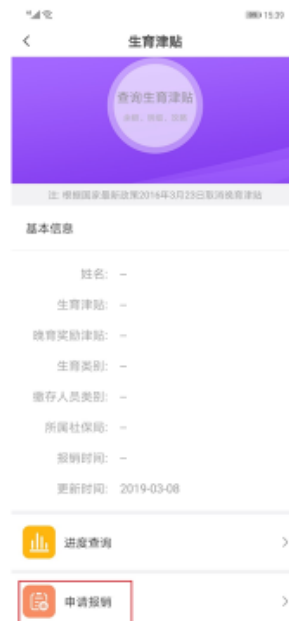 15:39
生育津贴
查询生育津贴
注: 根据国家最新政策2016年3月23日取消晚育津贴
基本信息
姓名: --
生育津贴: --
晚育奖励津贴: --
生育类别: --
缴存人员类别: --
所属社保局: --
报销时间: --
更新时间: 2019-03-08
进度查询
申请报销